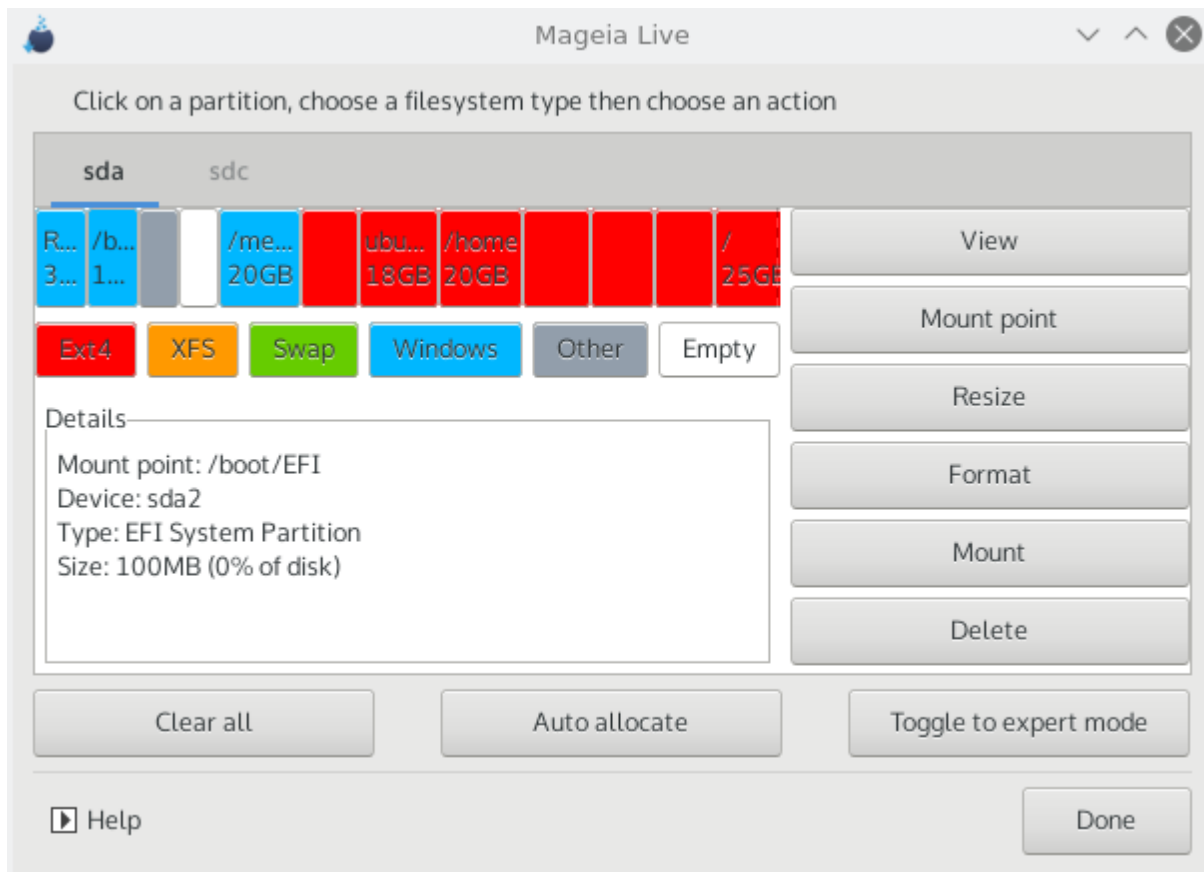 Mageia Live
Click on a partition, choose a filesystem type then choose an action
sda sdc
R... /b... /me... ubu... /home /
3... 1... 20GB 18GB 20GB 25GB
Ext4 XFS Swap Windows Other Empty
Details
Mount point: /boot/EFI
Device: sda2
Type: EFI System Partition
Size: 100MB (0% of disk)
View
Mount point
Resize
Format
Mount
Delete
Clear all Auto allocate Toggle to expert mode
Help Done